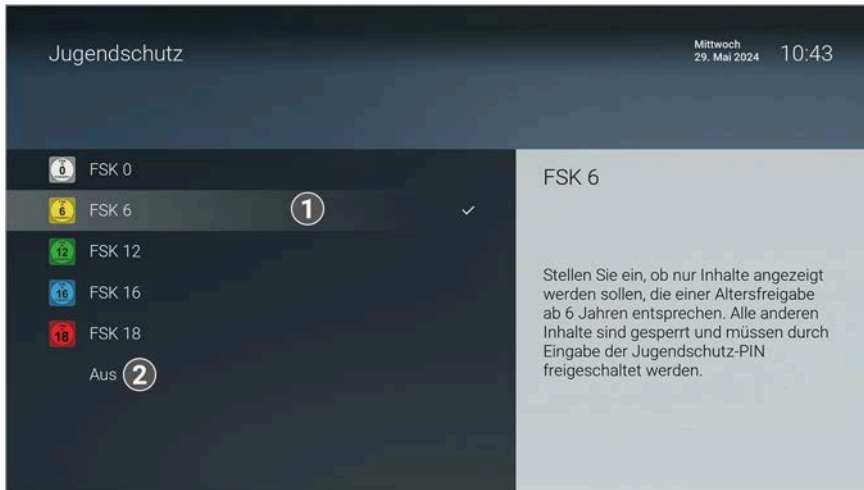 Jugendschutz
Mittwoch
29. Mai 2024
10:43
0 FSK 0
6 FSK 6
1
12 FSK 12
16 FSK 16
18 FSK 18
Aus 2
FSK 6
Stellen Sie ein, ob nur Inhalte angezeigt
werden sollen, die einer Altersfreigabe
ab 6 Jahren entsprechen. Alle anderen
Inhalte sind gesperrt und müssen durch
Eingabe der Jugendschutz-PIN
freigeschaltet werden.